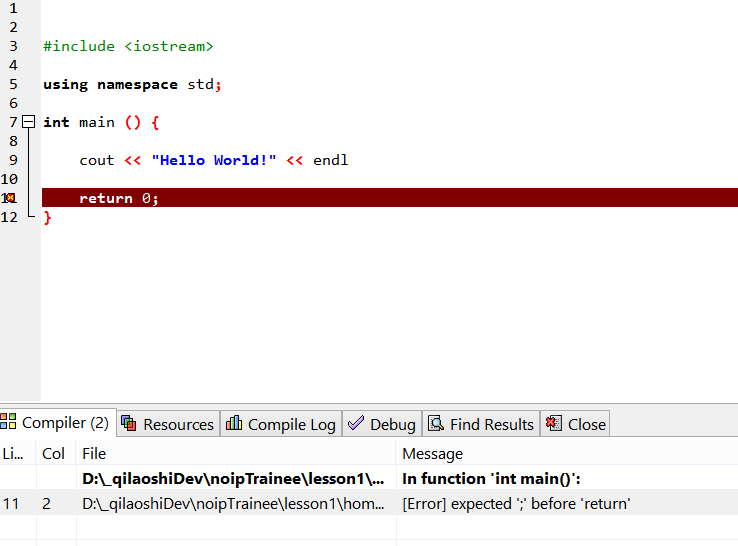 1
2
3 #include <iostream>
4
5 using namespace std;
6
7 int main () {
8
9 cout << "Hello World!" << endl
10
11 return 0;
12 }
Compiler (2) Resources Compile Log Debug Find Results Close
Li... Col File Message
D:\_qilaoshiDev\noipTrainee\lesson1\... In function 'int main()':
11 2 D:\_qilaoshiDev\noipTrainee\lesson1\hom... [Error] expected ';' before 'return'